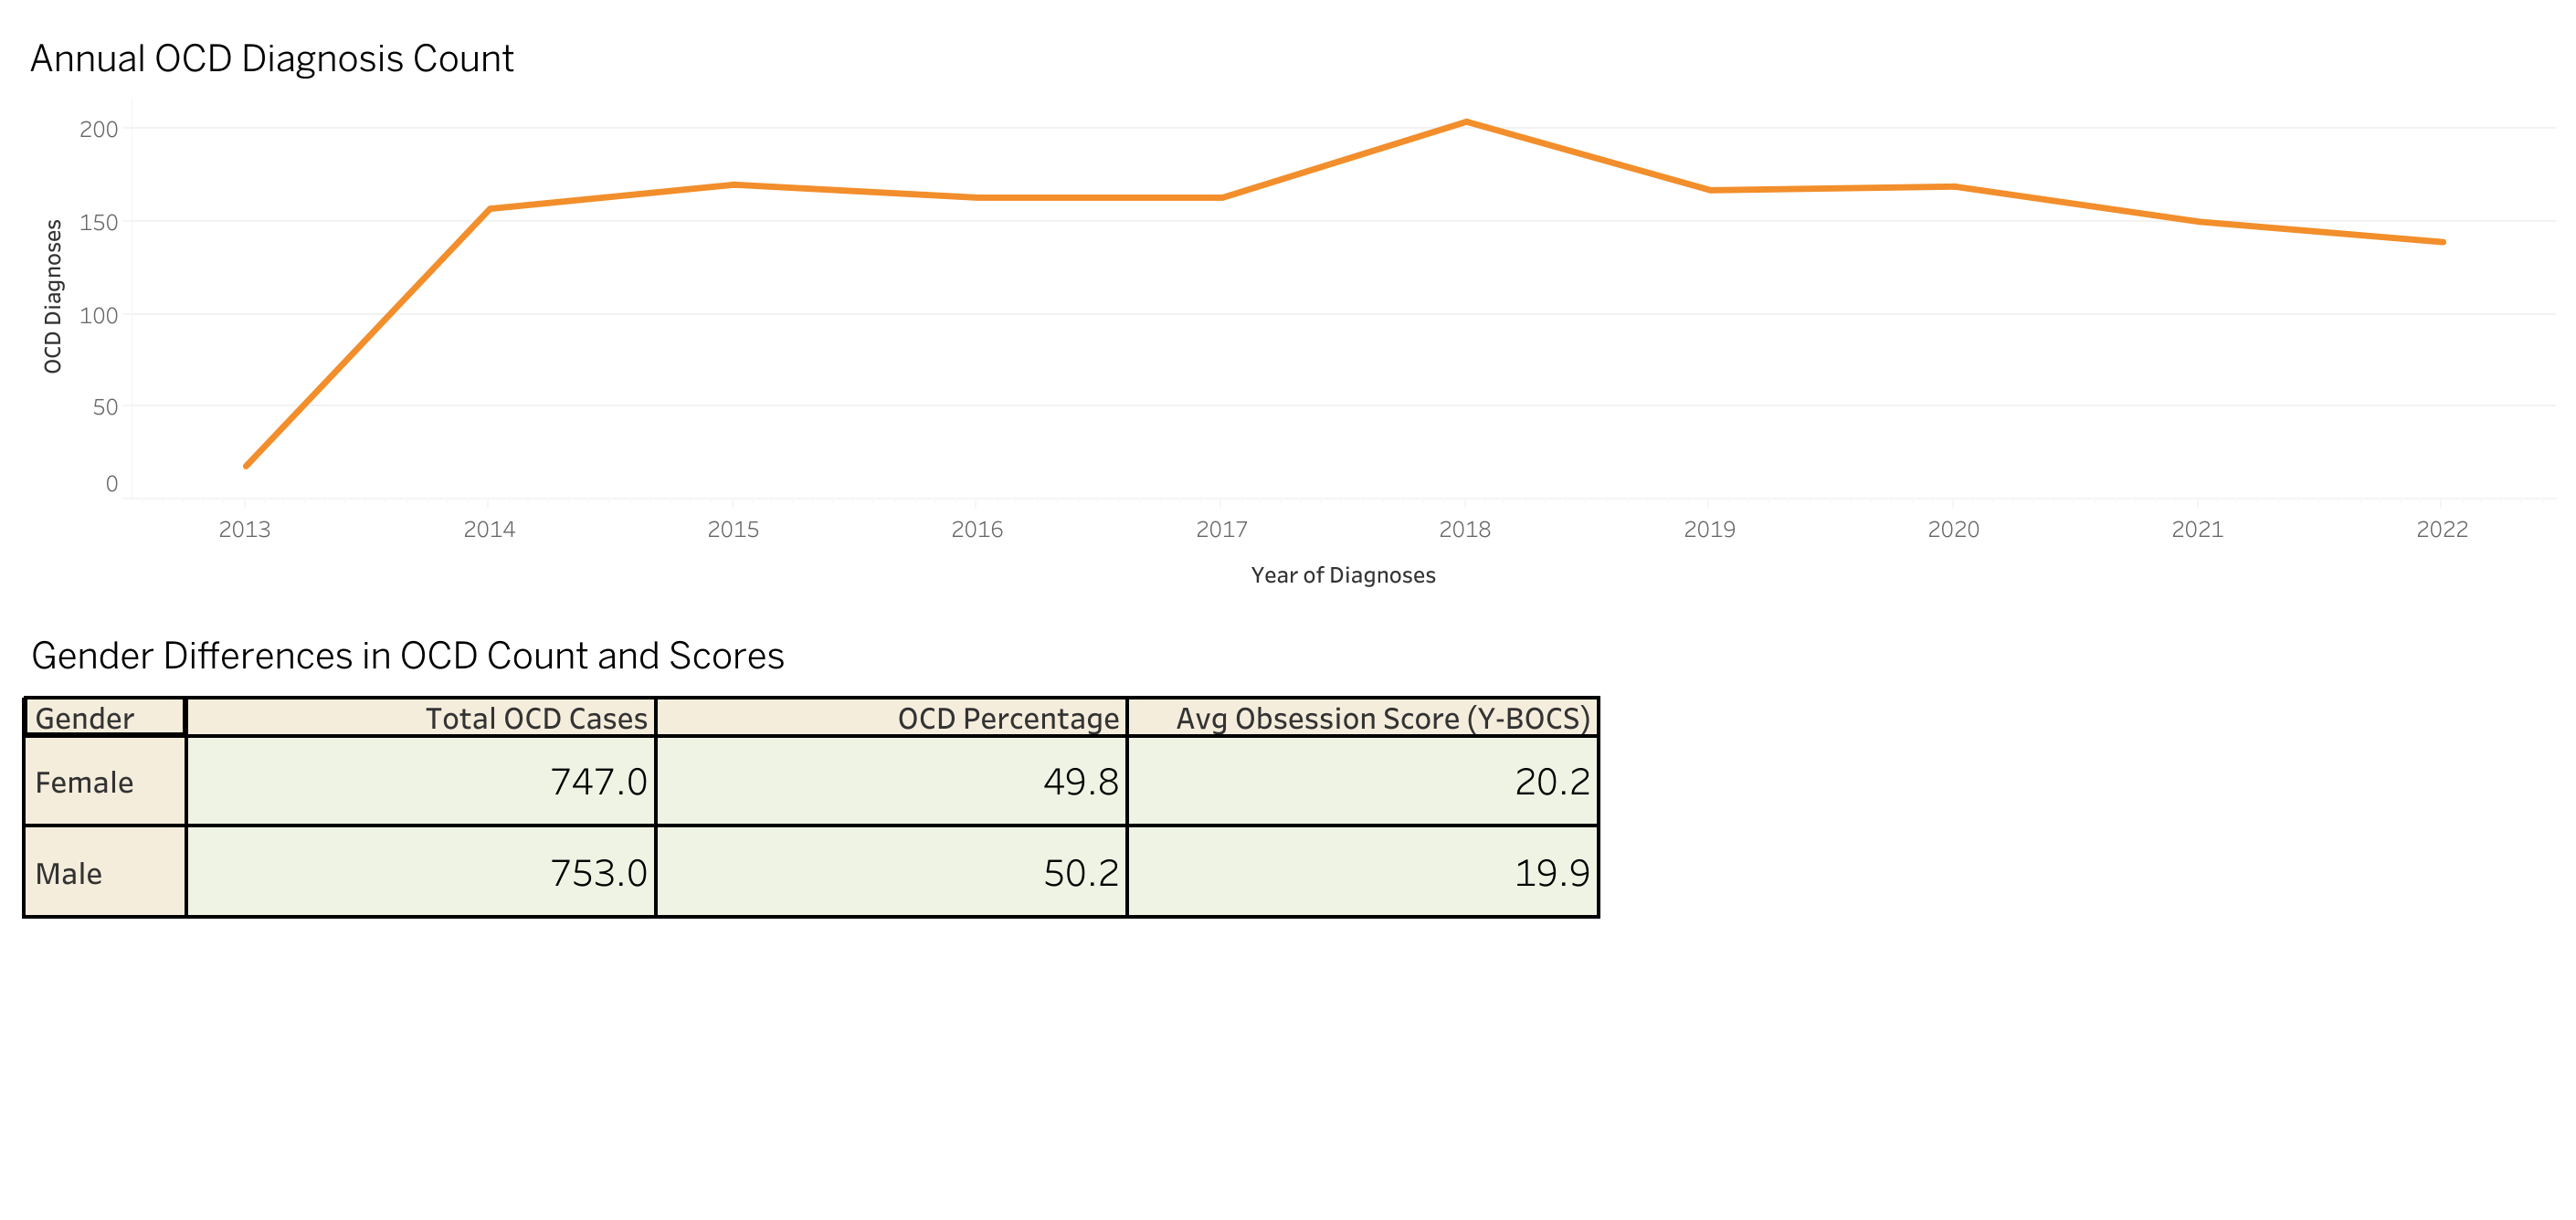 Annual OCD Diagnosis Count
200
150
100
50
0
OCD Diagnoses
2013 2014 2015 2016 2017 2018 2019 2020 2021 2022
Year of Diagnoses
Gender Differences in OCD Count and Scores
Gender Total OCD Cases OCD Percentage Avg Obsession Score (Y-BOCS)
Female 747.0 49.8 20.2
Male 753.0 50.2 19.9